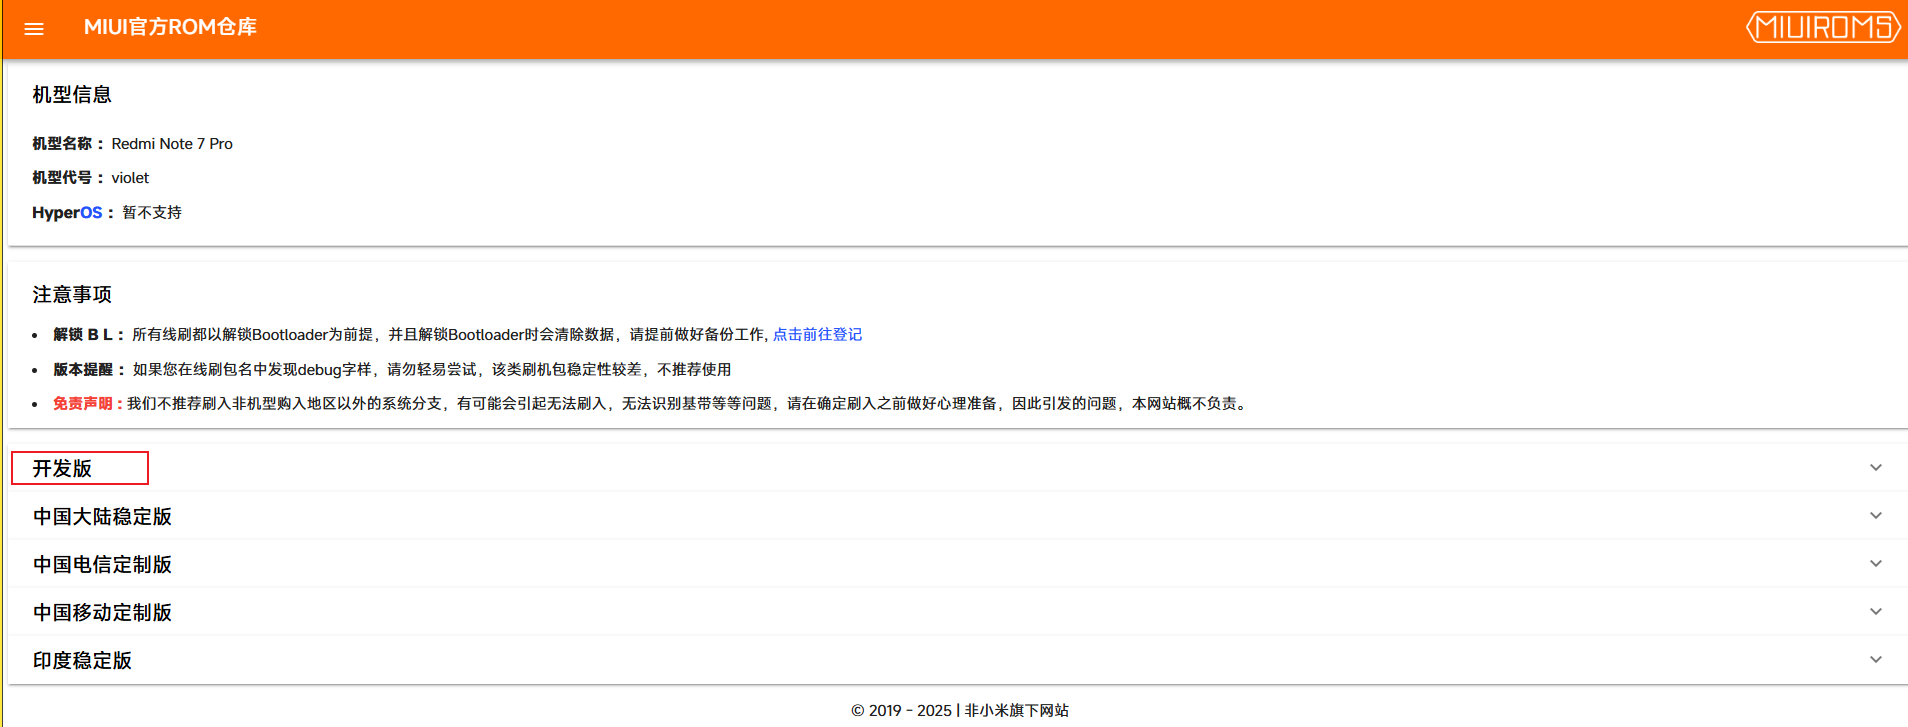 MIUI官方ROM仓库
MIUIROMS
机型信息
机型名称： Redmi Note 7 Pro
机型代号： violet
HyperOS： 暂不支持
注意事项
解锁 B L： 所有线刷都以解锁Bootloader为前提，并且解锁Bootloader时会清除数据，请提前做好备份工作, 点击前往登记
版本提醒： 如果您在线刷包名中发现debug字样，请勿轻易尝试，该类刷机包稳定性较差，不推荐使用
免责声明：我们不推荐刷入非机型购入地区以外的系统分支，有可能会引起无法刷入，无法识别基带等等问题，请在确定刷入之前做好心理准备，因此引发的问题，本网站概不负责。
开发版
中国大陆稳定版
中国电信定制版
中国移动定制版
印度稳定版
© 2019 - 2025 | 非小米旗下网站